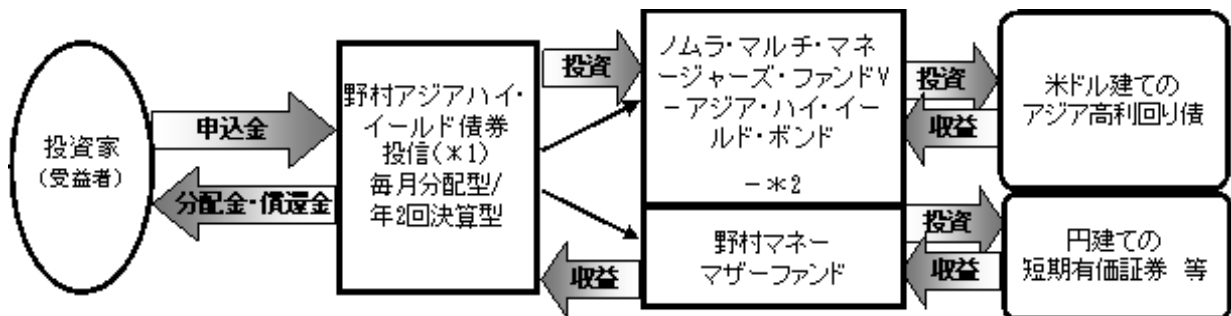 投資家
(受益者)
申込金
分配金・償還金
野村アジアハイ・
イールド債券
投信(*1)
毎月分配型/
年2回決算型
投資
収益
ノムラ・マルチ・マネ
ージャーズ・ファンドⅤ
-アジア・ハイ・イー
ルド・ボンド
-*2
野村マネー
マザーファンド
投資
収益
投資
収益
米ドル建ての
アジア高利回り債
円建ての
短期有価証券 等